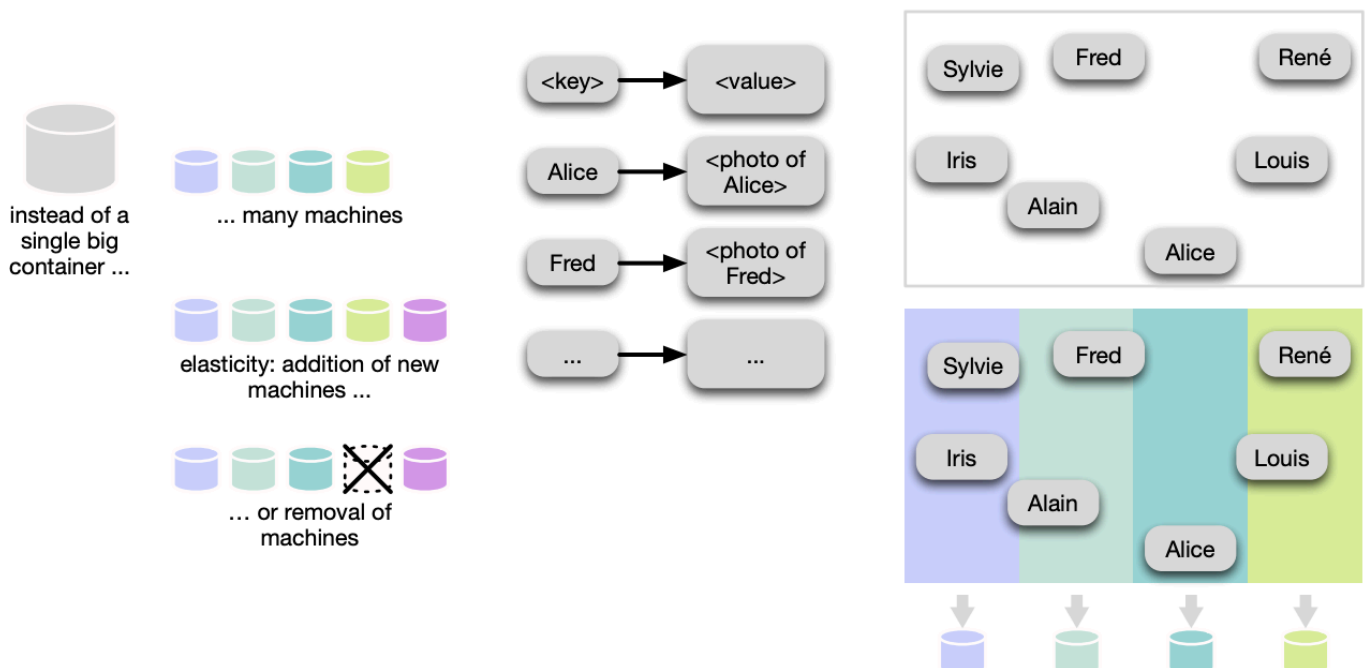 instead of a
single big
container ...
... many machines
elasticity: addition of new
machines ...
... or removal of
machines
<key>
<value>
Alice
<photo of
Alice>
Fred
<photo of
Fred>
...
...
Sylvie
Fred
René
Iris
Louis
Alain
Alice
Sylvie
Fred
René
Iris
Louis
Alain
Alice